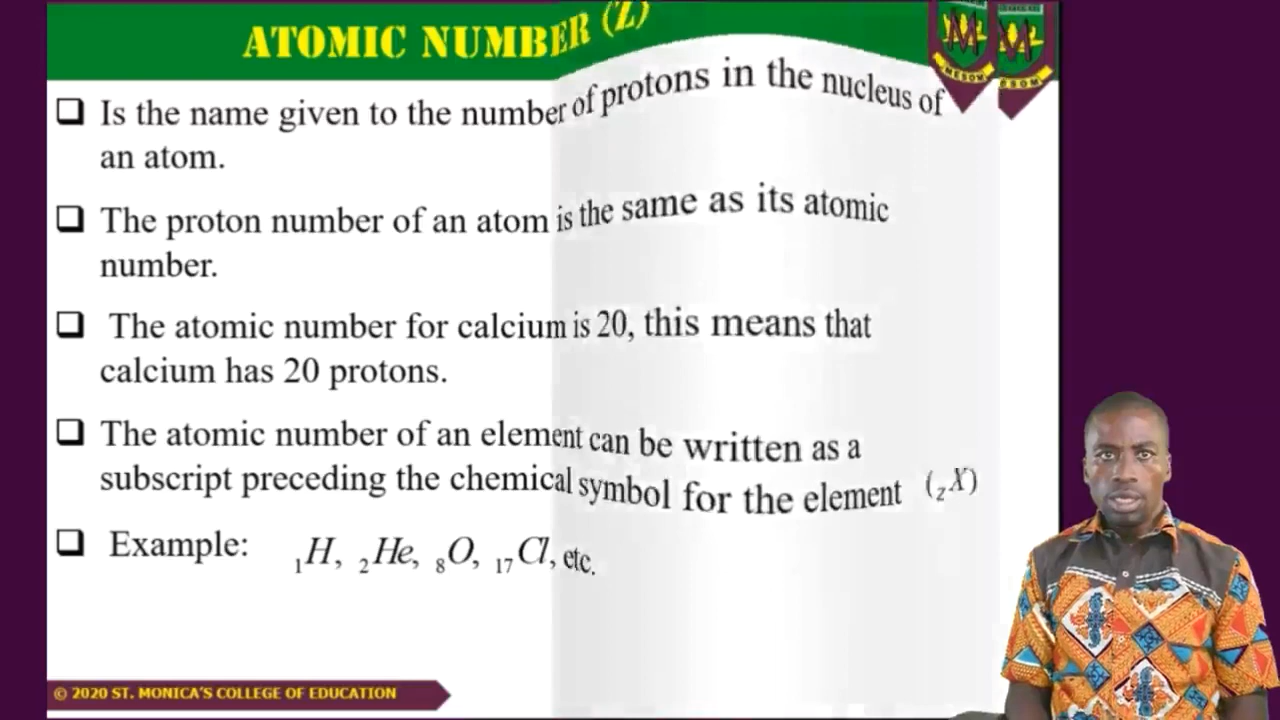 ATOMIC NUMBER (Z)
❑ Is the name given to the number of protons in the nucleus of
an atom.
❑ The proton number of an atom is the same as its atomic
number.
❑ The atomic number for calcium is 20, this means that
calcium has 20 protons.
❑ The atomic number of an element can be written as a
subscript preceding the chemical symbol for the element (ZX)
❑ Example: 1H, 2He, 8O, 17Cl, etc.
© 2020 ST. MONICA'S COLLEGE OF EDUCATION